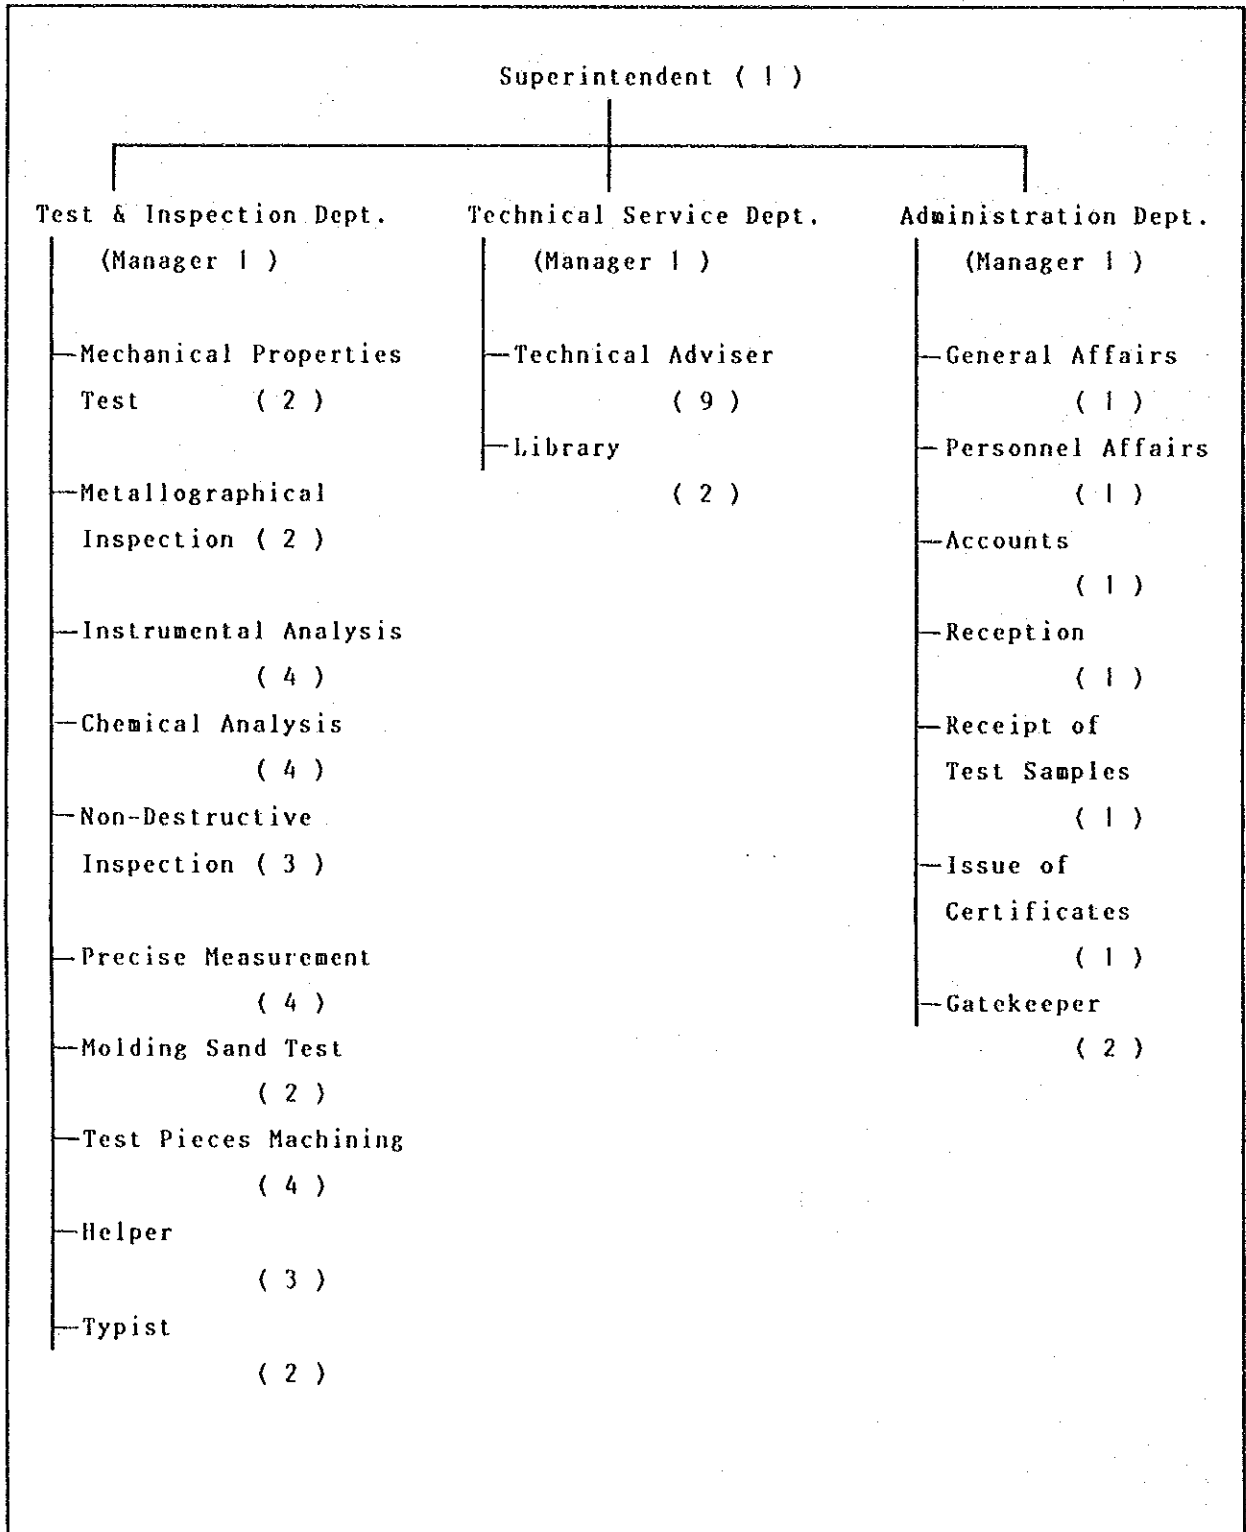 Superintendent ( 1 )
Test & Inspection Dept.
(Manager 1 )
Mechanical Properties
Test ( 2 )
Metallographical
Inspection ( 2 )
Instrumental Analysis
( 4 )
Chemical Analysis
( 4 )
Non-Destructive
Inspection ( 3 )
Precise Measurement
( 4 )
Molding Sand Test
( 2 )
Test Pieces Machining
( 4 )
Helper
( 3 )
Typist
( 2 )
Technical Service Dept.
(Manager 1 )
Technical Adviser
( 9 )
Library
( 2 )
Administration Dept.
(Manager 1 )
General Affairs
( 1 )
Personnel Affairs
( 1 )
Accounts
( 1 )
Reception
( 1 )
Receipt of
Test Samples
( 1 )
Issue of
Certificates
( 1 )
Gatekeeper
( 2 )